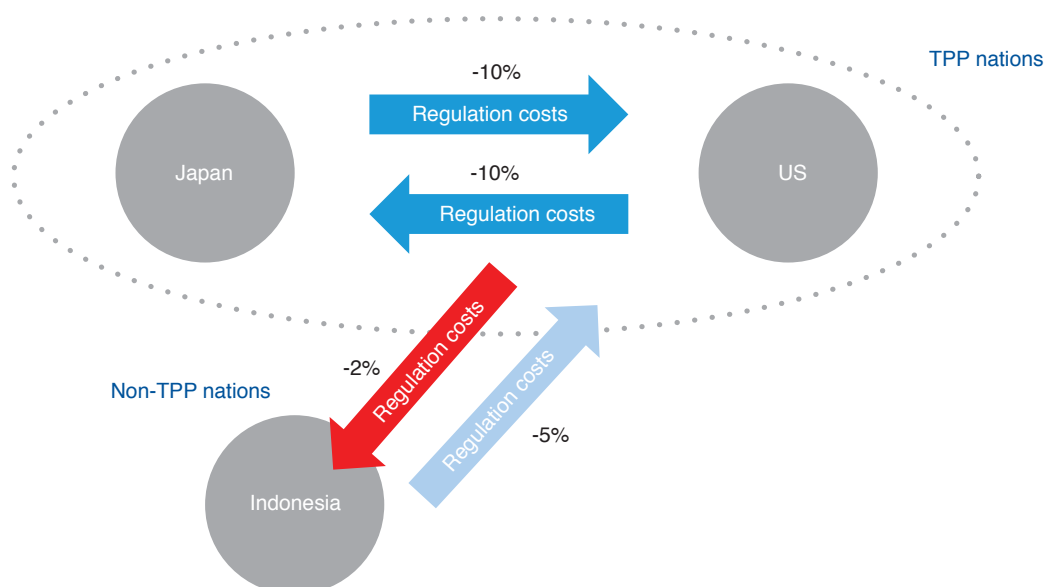 TPP nations
-10%
Regulation costs
Japan
US
-10%
Regulation costs
Regulation costs
-2%
Regulation costs
-5%
Non-TPP nations
Indonesia